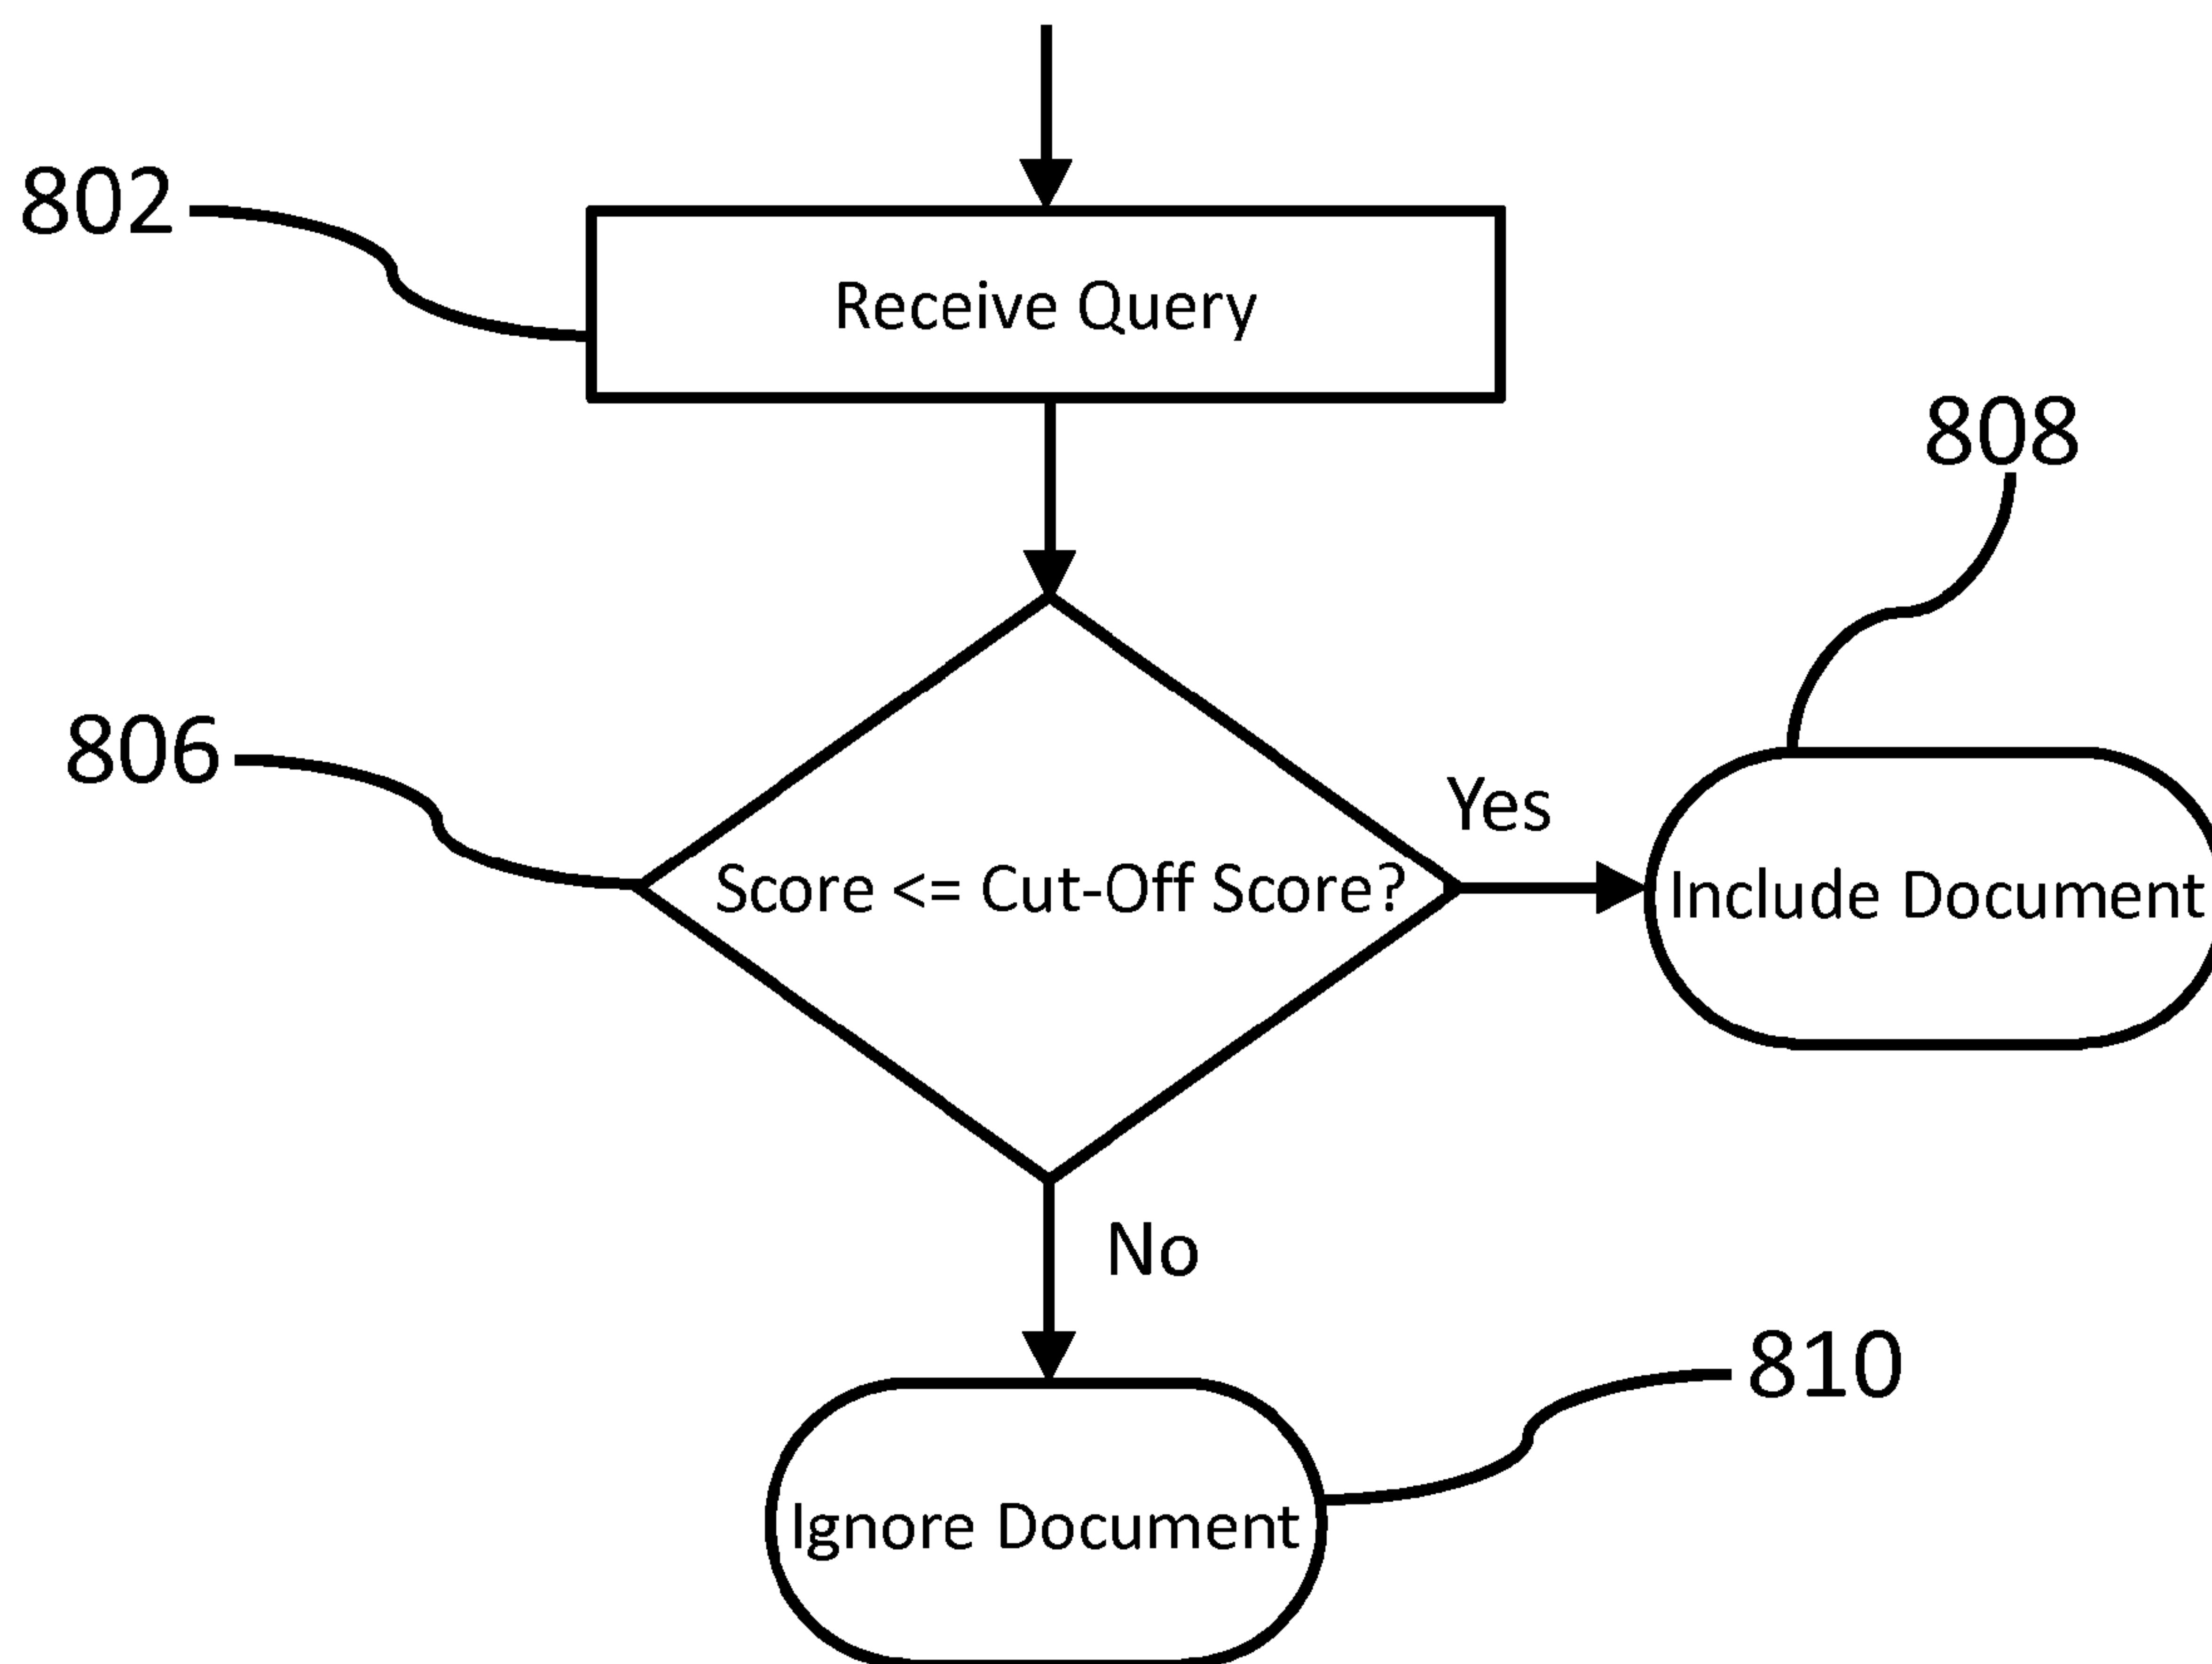 802
Receive Query
808
806
Yes
Score <= Cut-Off Score?
Include Document
No
810
Ignore Document